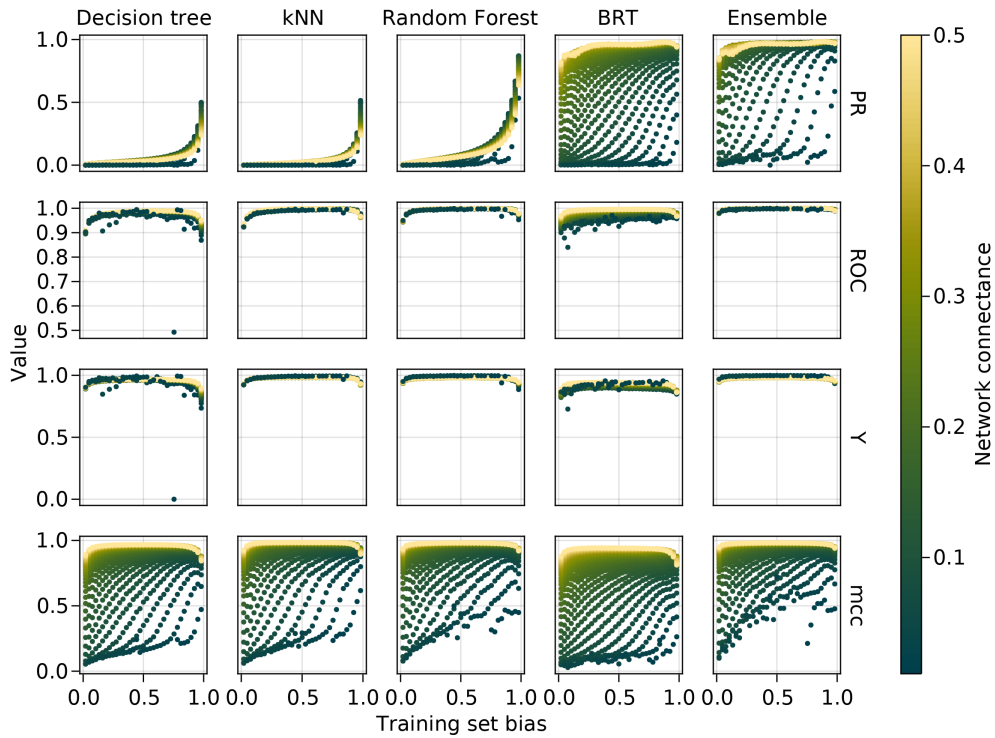 Decision tree kNN Random Forest BRT Ensemble
1.0
0.5
0.0
PR
1.0
0.9
0.8
0.7
0.6
0.5
ROC
1.0
0.5
0.0
Y
1.0
0.5
0.0
mcc
0.0 0.5 1.0 0.0 0.5 1.0 0.0 0.5 1.0 0.0 0.5 1.0 0.0 0.5 1.0
Training set bias
Value
0.5
0.4
0.3
0.2
0.1
Network connectance